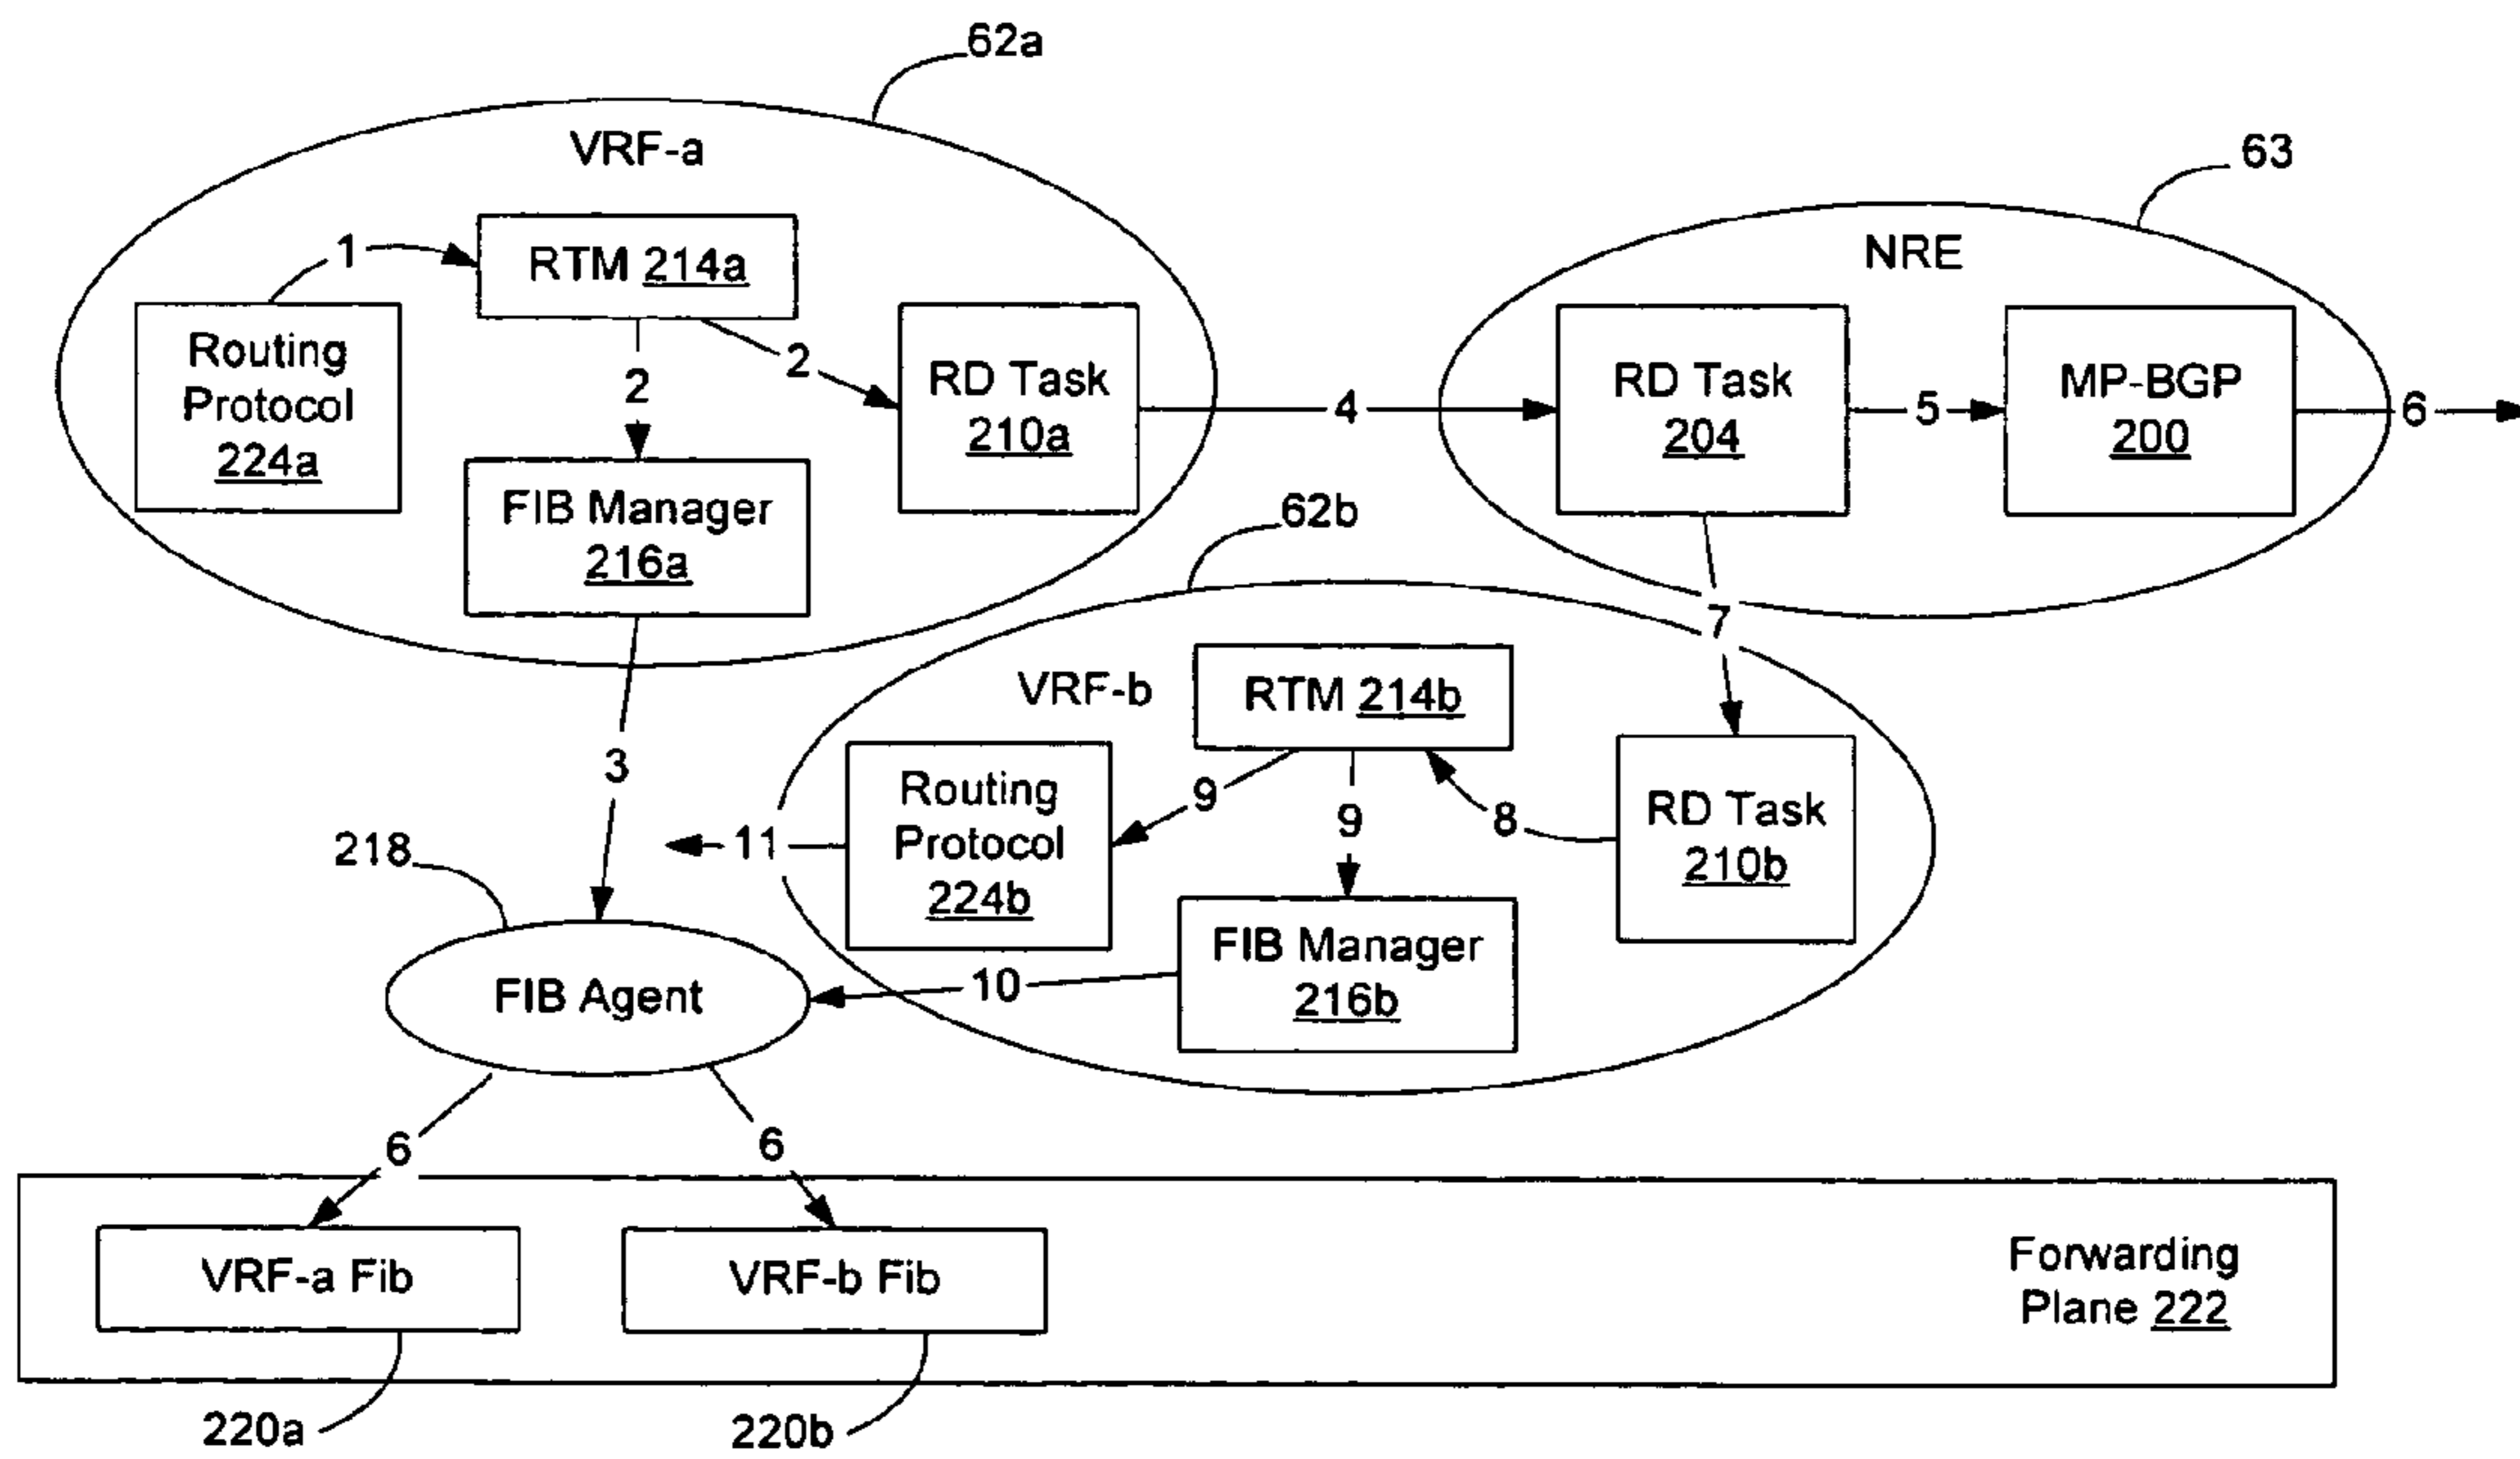 62a
VRF-a
63
1
RTM 214a
NRE
Routing
Protocol
224a
2
2
RD Task
210a
4
RD Task
204
5
MP-BGP
200
6
FIB Manager
216a
62b
7
VRF-b
RTM 214b
3
Routing
Protocol
224b
9
9
8
RD Task
210b
11
218
FIB Manager
216b
10
FIB Agent
6
6
VRF-a Fib
VRF-b Fib
Forwarding
Plane 222
220a
220b